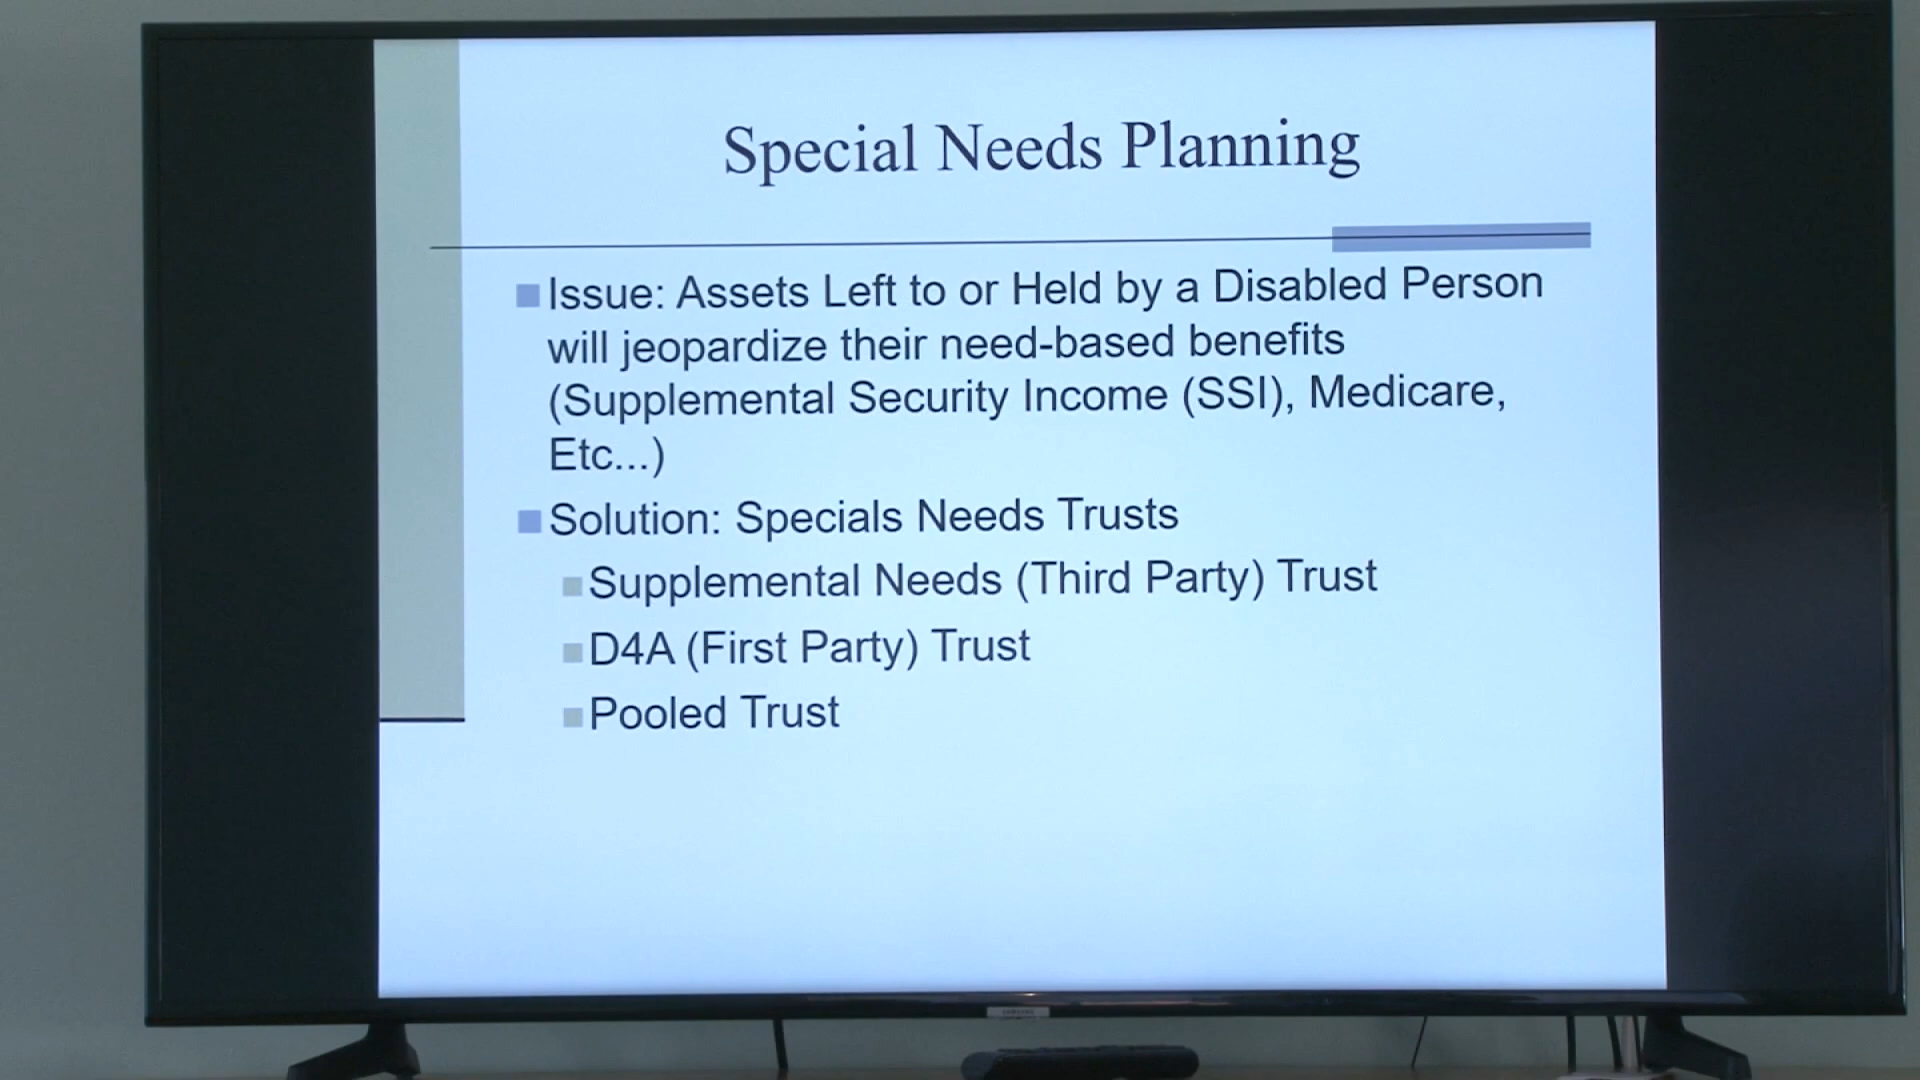 Special Needs Planning
Issue: Assets Left to or Held by a Disabled Person
will jeopardize their need-based benefits
(Supplemental Security Income (SSI), Medicare,
Etc...)
Solution: Specials Needs Trusts
Supplemental Needs (Third Party) Trust
D4A (First Party) Trust
Pooled Trust
SAMSUNG